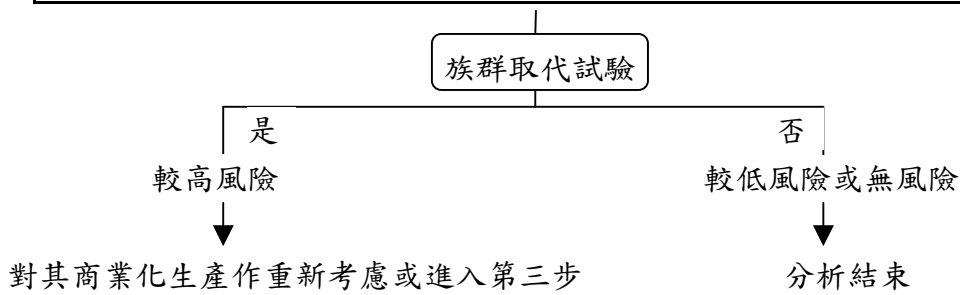 族群取代試驗
是
否
較高風險
較低風險或無風險
對其商業化生產作重新考慮或進入第三步
分析結束